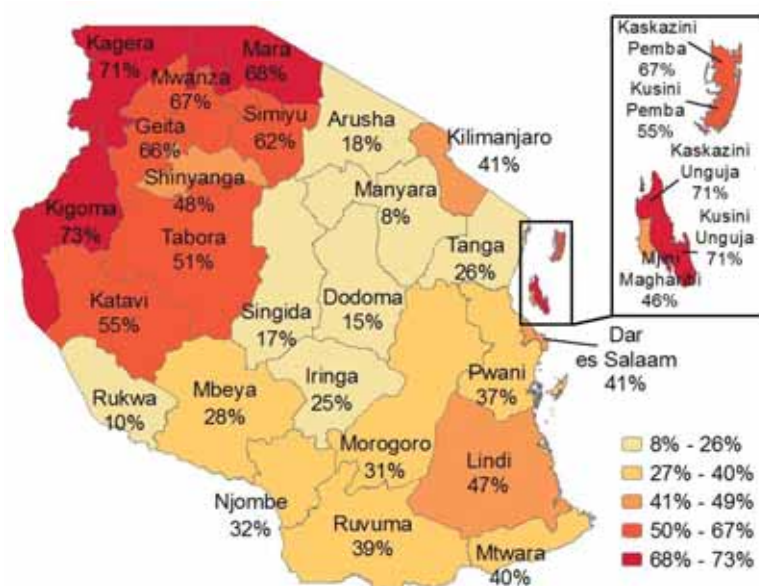 Kagera
71%
Mara
68%
Mwanza
67%
Geita
66%
Simiyu
62%
Shinyanga
48%
Kigoma
73%
Tabora
51%
Katavi
55%
Arusha
18%
Kilimanjaro
41%
Manyara
8%
Tanga
26%
Singida
17%
Dodoma
15%
Rukwa
10%
Mbeya
28%
Iringa
25%
Morogoro
31%
Pwani
37%
Dar
es Salaam
41%
Lindi
47%
Njombe
32%
Ruvuma
39%
Mtwara
40%
Kaskazini
Pemba
67%
Kusini
Pemba
55%
Kaskazini
Unguja
71%
Kusini
Unguja
71%
Mjini
Magharibi
46%
8% - 26%
27% - 40%
41% - 49%
50% - 67%
68% - 73%